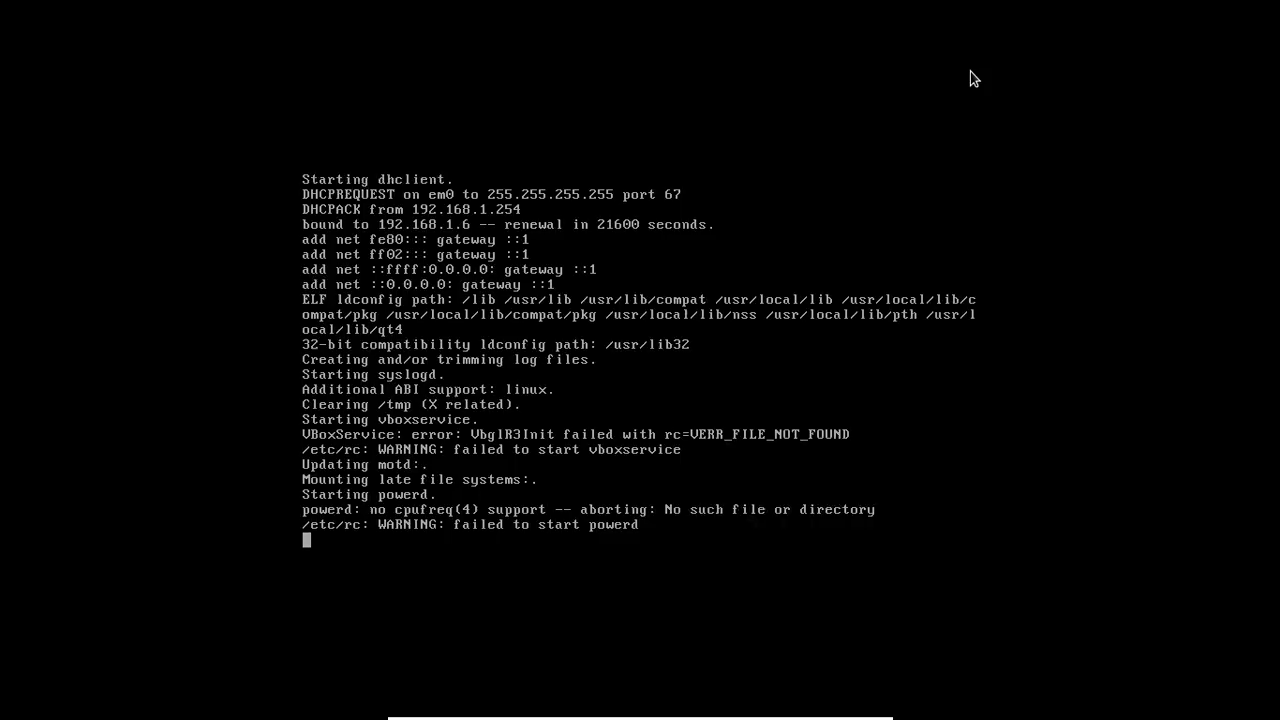 Starting dhclient.
DHCPREQUEST on em0 to 255.255.255.255 port 67
DHCPACK from 192.168.1.254
bound to 192.168.1.6 -- renewal in 21600 seconds.
add net fe80::: gateway ::1
add net ff02::: gateway ::1
add net ::ffff:0.0.0.0: gateway ::1
add net ::0.0.0.0: gateway ::1
ELF ldconfig path: /lib /usr/lib /usr/lib/compat /usr/local/lib /usr/local/lib/c
ompat/pkg /usr/local/lib/compat/pkg /usr/local/lib/nss /usr/local/lib/pth /usr/l
ocal/lib/qt4
32-bit compatibility ldconfig path: /usr/lib32
Creating and/or trimming log files.
Starting syslogd.
Additional ABI support: linux.
Clearing /tmp (X related).
Starting vboxservice.
VBoxService: error: VbglR3Init failed with rc=VERR_FILE_NOT_FOUND
/etc/rc: WARNING: failed to start vboxservice
Updating motd:.
Mounting late file systems:.
Starting powerd.
powerd: no cpufreq(4) support -- aborting: No such file or directory
/etc/rc: WARNING: failed to start powerd